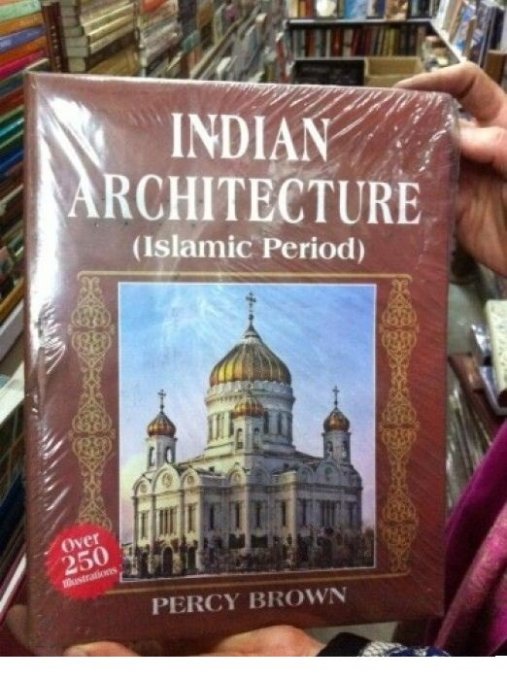 INDIAN
ARCHITECTURE
(Islamic Period)
Over
250
Illustrations
PERCY BROWN